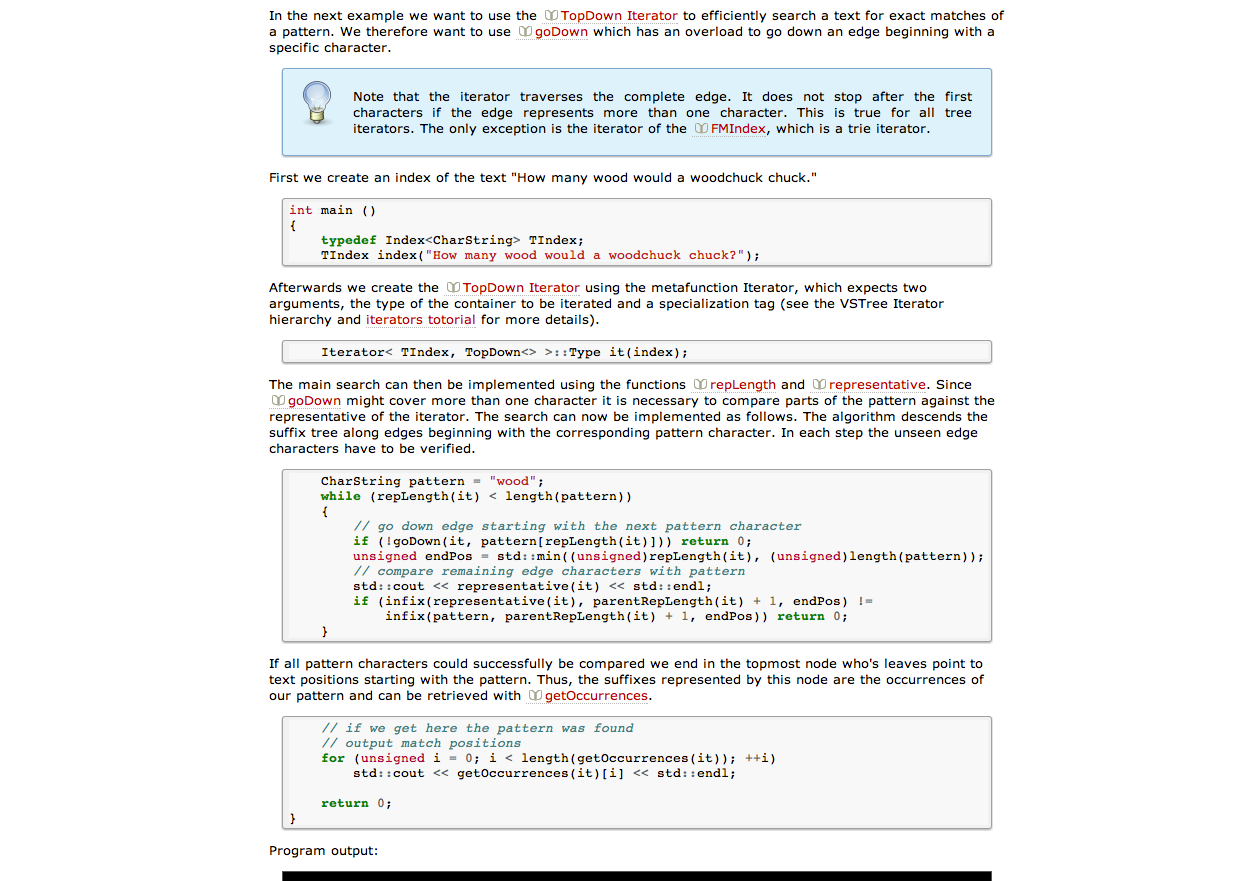 In the next example we want to use the TopDown Iterator to efficiently search a text for exact matches of
a pattern. We therefore want to use goDown which has an overload to go down an edge beginning with a
specific character.
Note that the iterator traverses the complete edge. It does not stop after the first
characters if the edge represents more than one character. This is true for all tree
iterators. The only exception is the iterator of the FMIndex, which is a trie iterator.
First we create an index of the text "How many wood would a woodchuck chuck."
int main ()
{
    typedef Index<CharString> TIndex;
    TIndex index("How many wood would a woodchuck chuck?");
Afterwards we create the TopDown Iterator using the metafunction Iterator, which expects two
arguments, the type of the container to be iterated and a specialization tag (see the VSTree Iterator
hierarchy and iterators totorial for more details).
    Iterator< TIndex, TopDown<> >::Type it(index);
The main search can then be implemented using the functions repLength and representative. Since
goDown might cover more than one character it is necessary to compare parts of the pattern against the
representative of the iterator. The search can now be implemented as follows. The algorithm descends the
suffix tree along edges beginning with the corresponding pattern character. In each step the unseen edge
characters have to be verified.
    CharString pattern = "wood";
    while (repLength(it) < length(pattern))
    {
        // go down edge starting with the next pattern character
        if (!goDown(it, pattern[repLength(it)])) return 0;
        unsigned endPos = std::min((unsigned)repLength(it), (unsigned)length(pattern));
        // compare remaining edge characters with pattern
        std::cout << representative(it) << std::endl;
        if (infix(representative(it), parentRepLength(it) + 1, endPos) !=
            infix(pattern, parentRepLength(it) + 1, endPos)) return 0;
    }
If all pattern characters could successfully be compared we end in the topmost node who's leaves point to
text positions starting with the pattern. Thus, the suffixes represented by this node are the occurrences of
our pattern and can be retrieved with getOccurrences.
    // if we get here the pattern was found
    // output match positions
    for (unsigned i = 0; i < length(getOccurrences(it)); ++i)
        std::cout << getOccurrences(it)[i] << std::endl;
    return 0;
}
Program output: